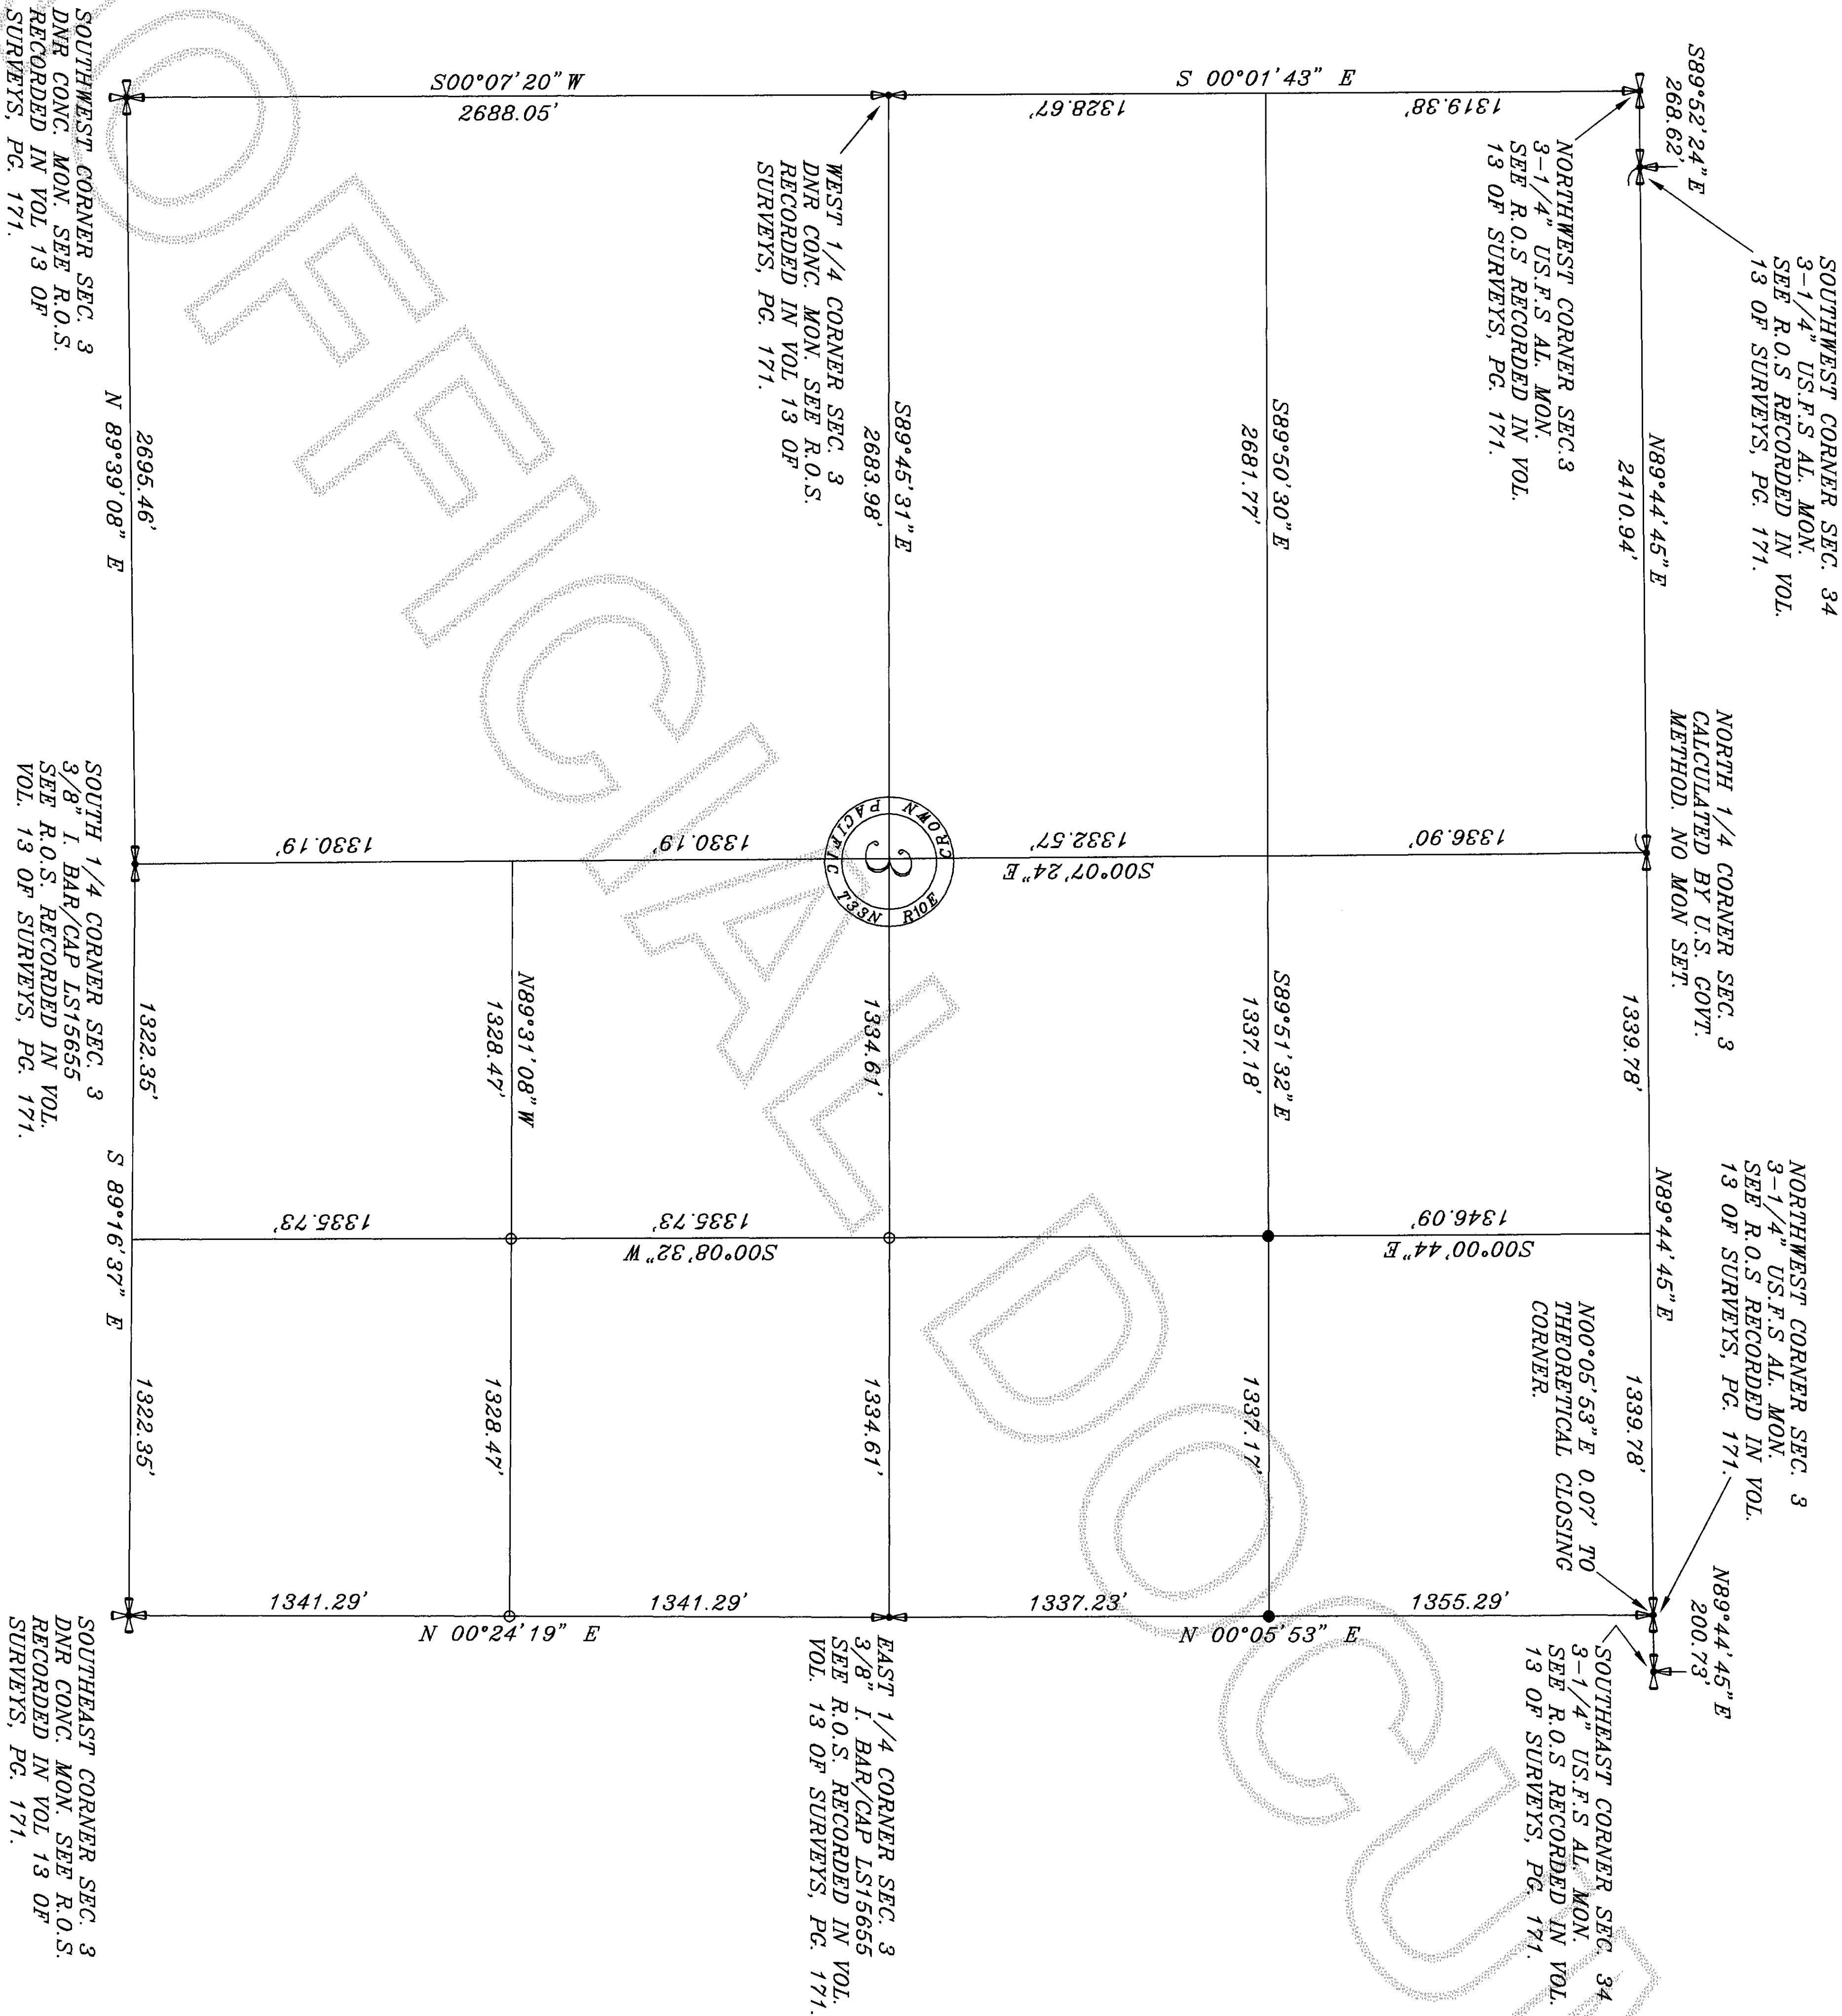 SOUTHWEST CORNER SEC. 34
3-1/4" US.F.S AL. MON.
SEE R.O.S RECORDED IN VOL.
13 OF SURVEYS, PG. 171.
S89°52'24"E
268.62'
NORTHWEST CORNER SEC.3
3-1/4" US.F.S AL. MON.
SEE R.O.S RECORDED IN VOL.
13 OF SURVEYS, PG. 171.
N89°44'45"E
2410.94'
NORTH 1/4 CORNER SEC. 3
CALCULATED BY U.S. GOVT.
METHOD. NO MON SET.
1339.78'
N89°44'45"E
1339.78'
NORTHWEST CORNER SEC. 3
3-1/4" US.F.S AL. MON.
SEE R.O.S RECORDED IN VOL.
13 OF SURVEYS, PG. 171.
N89°44'45"E
200.73'
N00°05'53"E 0.07' TO
THEORETICAL CLOSING
CORNER.
SOUTHEAST CORNER SEC. 34
3-1/4" US.F.S AL. MON.
SEE R.O.S RECORDED IN VOL.
13 OF SURVEYS, PG. 171.
S 00°01'43" E
1319.38'
1328.67'
1336.90'
1332.57'
S00°07'24"E
1346.09'
S00°00'44"E
1355.29'
1337.23'
N 00°05'53" E
S89°50'30"E
2681.77'
S89°51'32"E
1337.18'
1337.17'
WEST 1/4 CORNER SEC. 3
DNR CONC. MON. SEE R.O.S.
RECORDED IN VOL 13 OF
SURVEYS, PG. 171.
S89°45'31"E
2683.98'
CROWN PACIFIC
3
T33N R10E
1334.61'
1334.61'
EAST 1/4 CORNER SEC. 3
3/8" I. BAR/CAP LS15655
SEE R.O.S. RECORDED IN VOL.
VOL. 13 OF SURVEYS, PG. 171.
S00°07'20"W
2688.05'
1330.19'
1330.19'
N89°31'08"W
1328.47'
1328.47'
1335.73'
1335.73'
S00°08'32"W
1341.29'
1341.29'
N 00°24'19" E
SOUTHWEST CORNER SEC. 3
DNR CONC. MON. SEE R.O.S.
RECORDED IN VOL 13 OF
SURVEYS, PG. 171.
2695.46'
N 89°39'08" E
SOUTH 1/4 CORNER SEC. 3
3/8" I. BAR/CAP LS15655
SEE R.O.S. RECORDED IN VOL.
VOL. 13 OF SURVEYS, PG. 171.
1322.35'
S 89°16'37" E
1322.35'
SOUTHEAST CORNER SEC. 3
DNR CONC. MON. SEE R.O.S.
RECORDED IN VOL 13 OF
SURVEYS, PG. 171.
OFFICIAL DOCUM